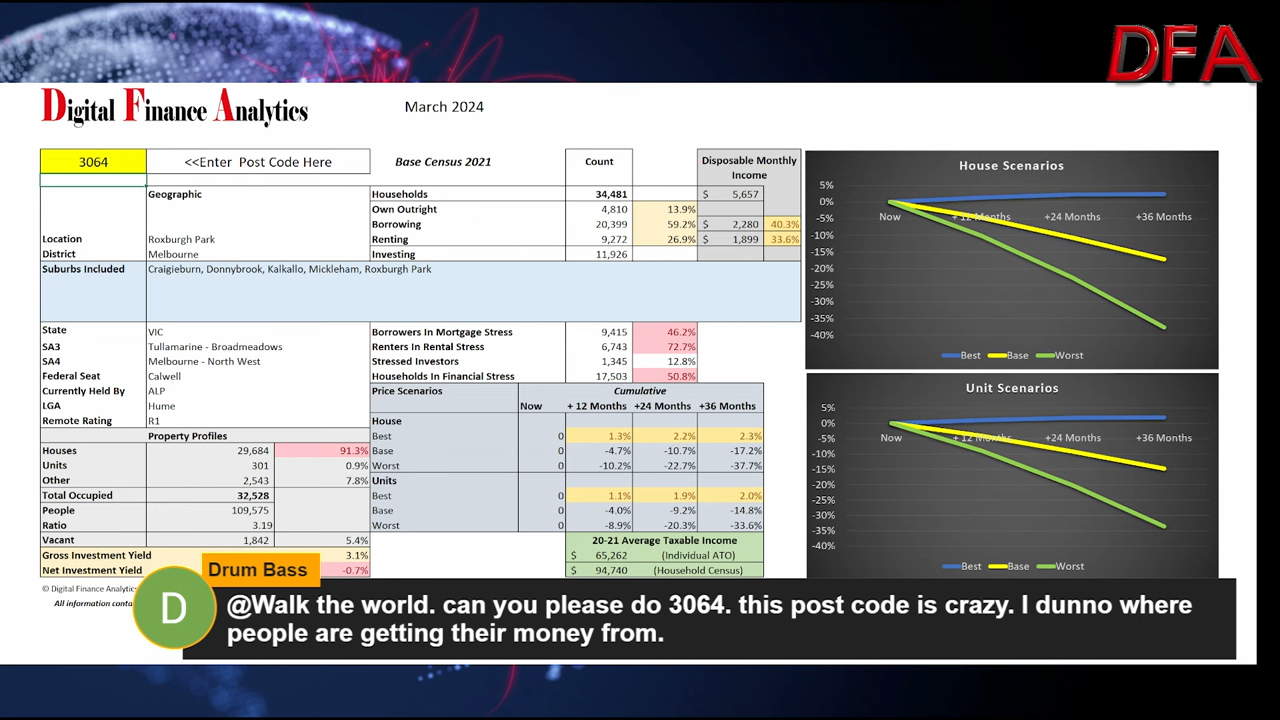 DFA
Digital Finance Analytics
March 2024
3064 <<Enter Post Code Here Base Census 2021 Count Disposable Monthly Income
Geographic Households 34,481 $ 5,657
Own Outright 4,810 13.9%
Borrowing 20,399 59.2% $ 2,280 40.3%
Location Roxburgh Park Renting 9,272 26.9% $ 1,899 33.6%
District Melbourne Investing 11,926
Suburbs Included Craigieburn, Donnybrook, Kalkallo, Mickleham, Roxburgh Park
State VIC Borrowers In Mortgage Stress 9,415 46.2%
SA3 Tullamarine - Broadmeadows Renters In Rental Stress 6,743 72.7%
SA4 Melbourne - North West Stressed Investors 1,345 12.8%
Federal Seat Calwell Households In Financial Stress 17,503 50.8%
Currently Held By ALP Price Scenarios Cumulative
LGA Hume Now + 12 Months +24 Months +36 Months
Remote Rating R1 House
Property Profiles Best 0 1.3% 2.2% 2.3%
Houses 29,684 91.3% Base 0 -4.7% -10.7% -17.2%
Units 301 0.9% Worst 0 -10.2% -22.7% -37.7%
Other 2,543 7.8% Units
Total Occupied 32,528 Best 0 1.1% 1.9% 2.0%
People 109,575 Base 0 -4.0% -9.2% -14.8%
Ratio 3.19 Worst 0 -8.9% -20.3% -33.6%
Vacant 1,842 5.4% 20-21 Average Taxable Income
Gross Investment Yield 3.1% $ 65,262 (Individual ATO)
Net Investment Yield -0.7% $ 94,740 (Household Census)
© Digital Finance Analytics
All information
House Scenarios
5%
0%
-5%
-10%
-15%
-20%
-25%
-30%
-35%
-40%
Now + 12 Months +24 Months +36 Months
Best Base Worst
Unit Scenarios
5%
0%
-5%
-10%
-15%
-20%
-25%
-30%
-35%
-40%
Now + 12 Months +24 Months +36 Months
Best Base Worst
Drum Bass
D
@Walk the world. can you please do 3064. this post code is crazy. I dunno where
people are getting their money from.